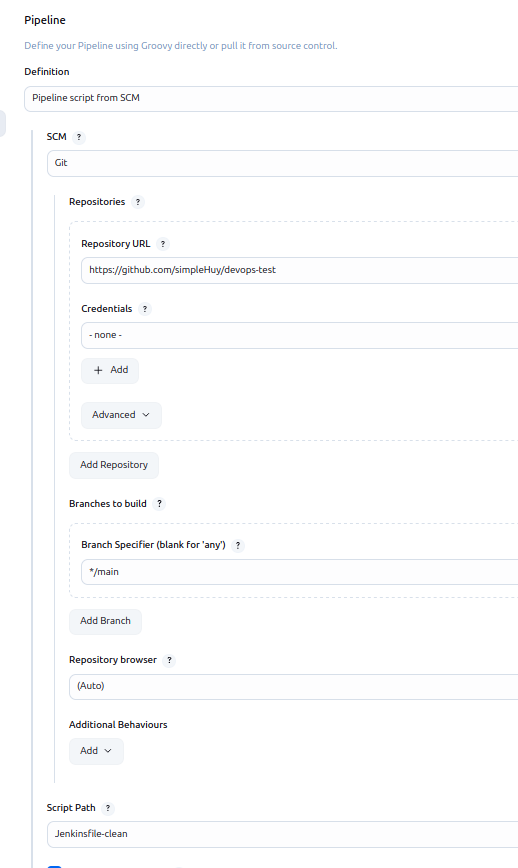 Pipeline
Define your Pipeline using Groovy directly or pull it from source control.
Definition
Pipeline script from SCM
SCM ?
Git
Repositories ?
Repository URL ?
https://github.com/simpleHuy/devops-test
Credentials ?
- none -
+ Add
Advanced
Add Repository
Branches to build ?
Branch Specifier (blank for 'any') ?
*/main
Add Branch
Repository browser ?
(Auto)
Additional Behaviours
Add
Script Path ?
Jenkinsfile-clean